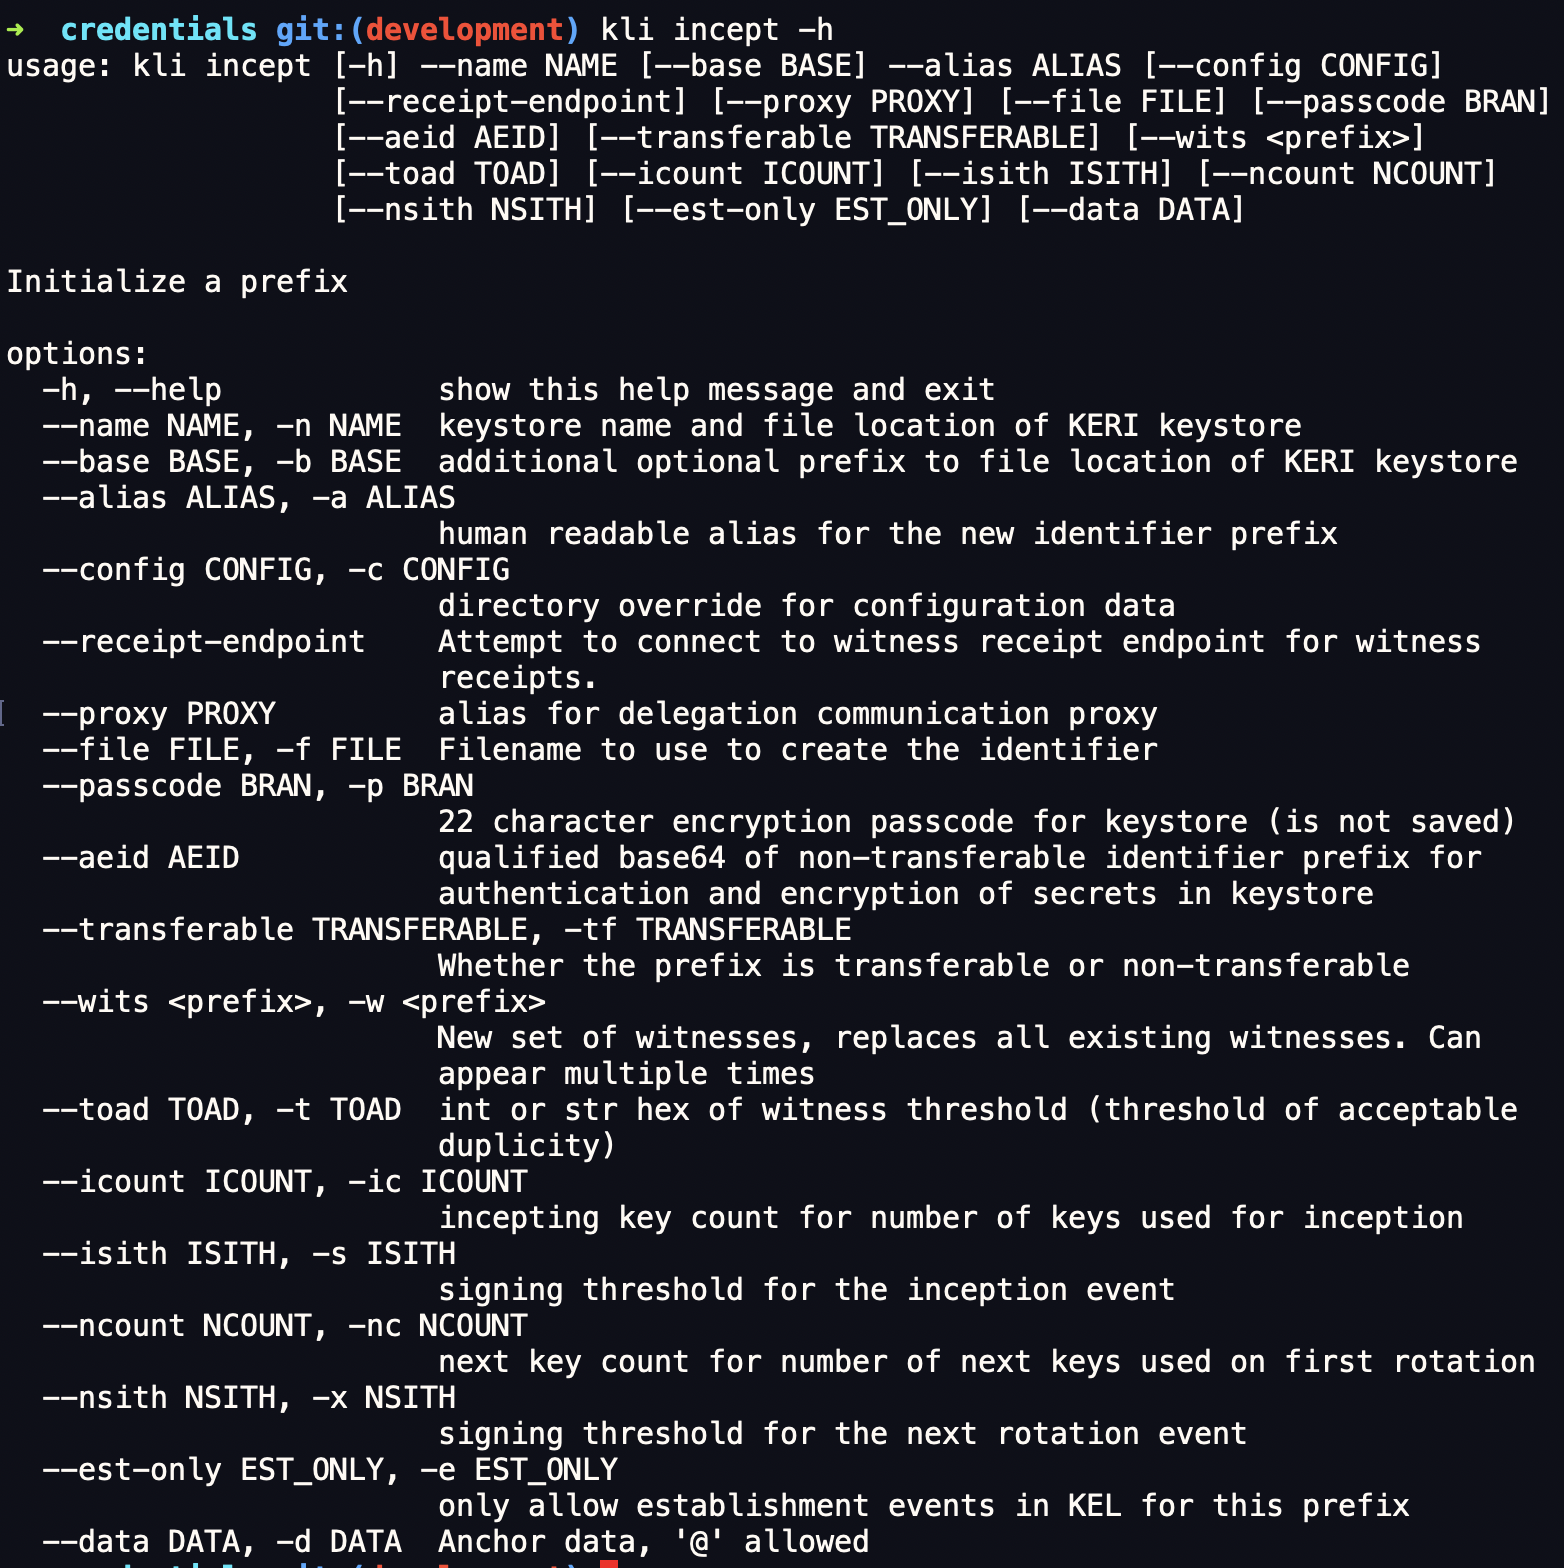 ➜  credentials git:(development) kli incept -h
usage: kli incept [-h] --name NAME [--base BASE] --alias ALIAS [--config CONFIG]
                  [--receipt-endpoint] [--proxy PROXY] [--file FILE] [--passcode BRAN]
                  [--aeid AEID] [--transferable TRANSFERABLE] [--wits <prefix>]
                  [--toad TOAD] [--icount ICOUNT] [--isith ISITH] [--ncount NCOUNT]
                  [--nsith NSITH] [--est-only EST_ONLY] [--data DATA]

Initialize a prefix

options:
  -h, --help            show this help message and exit
  --name NAME, -n NAME  keystore name and file location of KERI keystore
  --base BASE, -b BASE  additional optional prefix to file location of KERI keystore
  --alias ALIAS, -a ALIAS
                        human readable alias for the new identifier prefix
  --config CONFIG, -c CONFIG
                        directory override for configuration data
  --receipt-endpoint    Attempt to connect to witness receipt endpoint for witness
                        receipts.
  --proxy PROXY         alias for delegation communication proxy
  --file FILE, -f FILE  Filename to use to create the identifier
  --passcode BRAN, -p BRAN
                        22 character encryption passcode for keystore (is not saved)
  --aeid AEID           qualified base64 of non-transferable identifier prefix for
                        authentication and encryption of secrets in keystore
  --transferable TRANSFERABLE, -tf TRANSFERABLE
                        Whether the prefix is transferable or non-transferable
  --wits <prefix>, -w <prefix>
                        New set of witnesses, replaces all existing witnesses. Can
                        appear multiple times
  --toad TOAD, -t TOAD  int or str hex of witness threshold (threshold of acceptable
                        duplicity)
  --icount ICOUNT, -ic ICOUNT
                        incepting key count for number of keys used for inception
  --isith ISITH, -s ISITH
                        signing threshold for the inception event
  --ncount NCOUNT, -nc NCOUNT
                        next key count for number of next keys used on first rotation
  --nsith NSITH, -x NSITH
                        signing threshold for the next rotation event
  --est-only EST_ONLY, -e EST_ONLY
                        only allow establishment events in KEL for this prefix
  --data DATA, -d DATA  Anchor data, '@' allowed